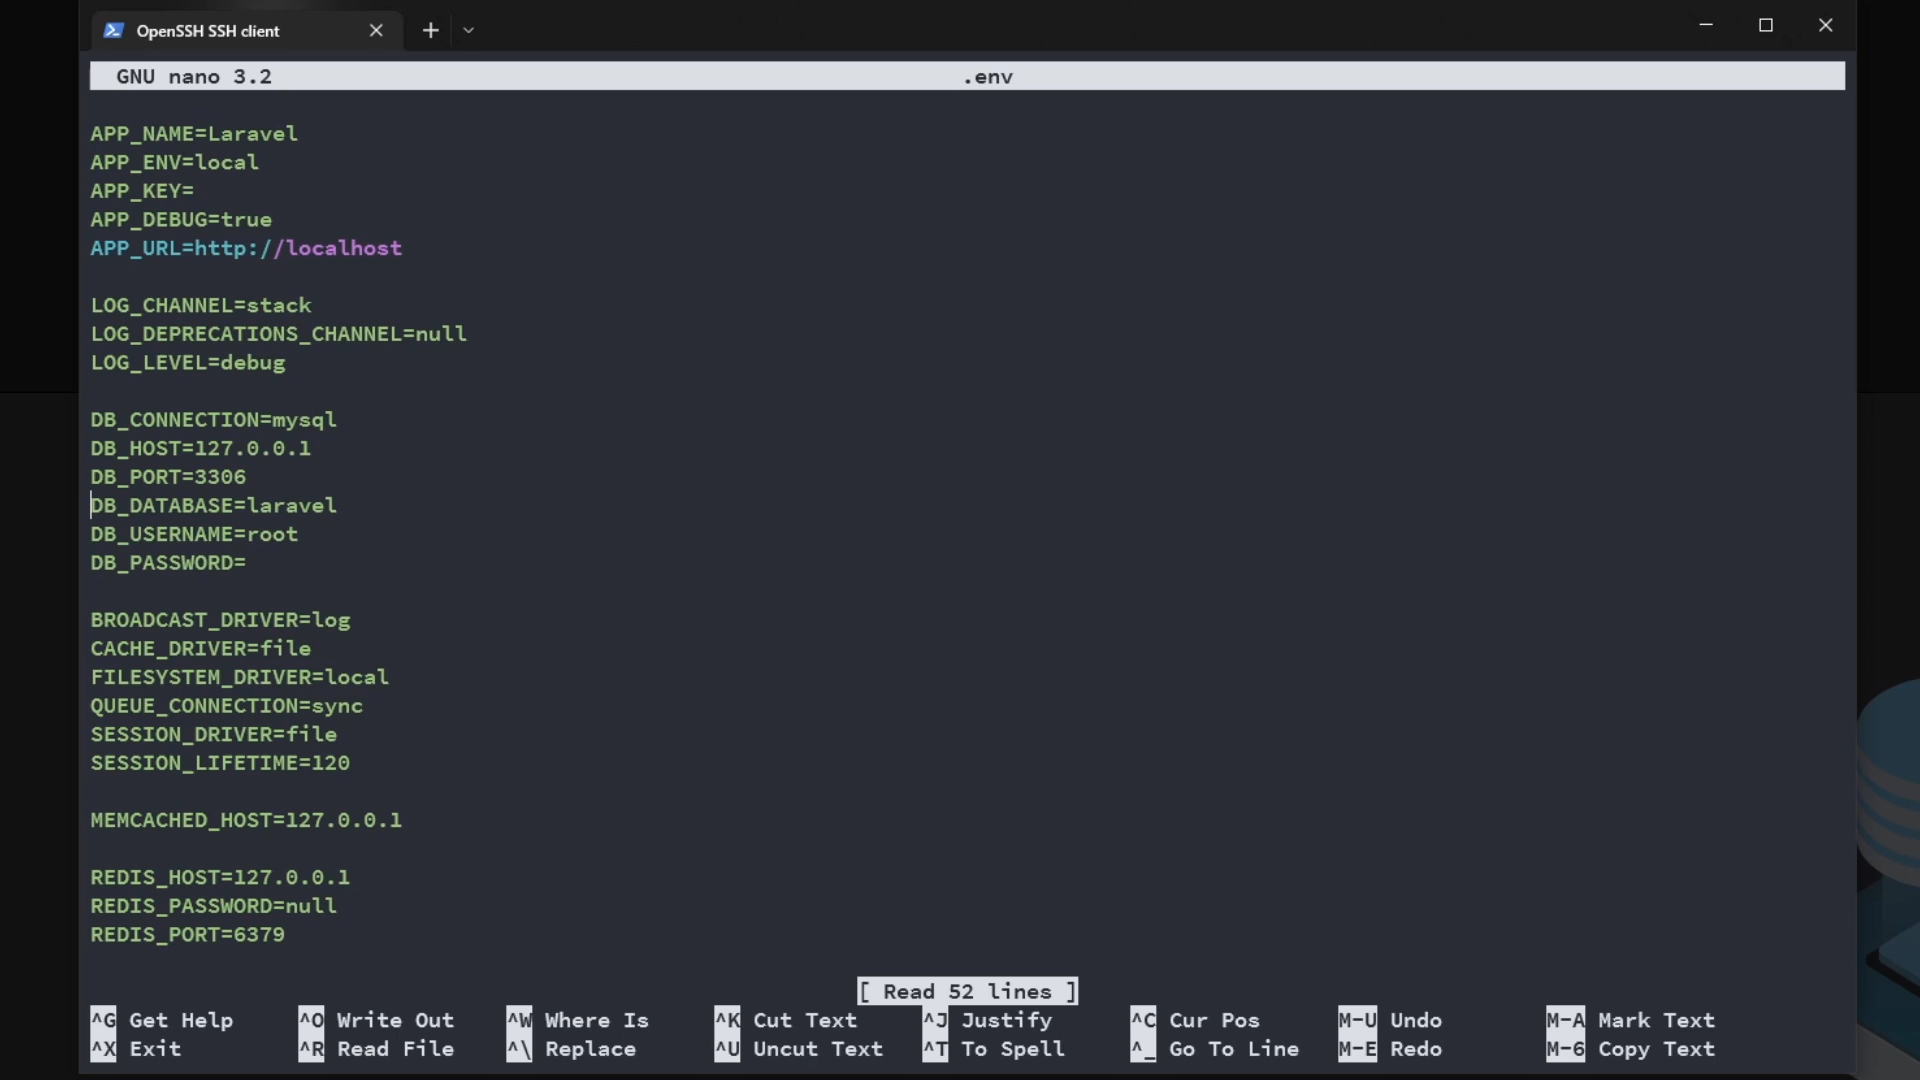 OpenSSH SSH client
GNU nano 3.2 .env
APP_NAME=Laravel
APP_ENV=local
APP_KEY=
APP_DEBUG=true
APP_URL=http://localhost
LOG_CHANNEL=stack
LOG_DEPRECATIONS_CHANNEL=null
LOG_LEVEL=debug
DB_CONNECTION=mysql
DB_HOST=127.0.0.1
DB_PORT=3306
DB_DATABASE=laravel
DB_USERNAME=root
DB_PASSWORD=
BROADCAST_DRIVER=log
CACHE_DRIVER=file
FILESYSTEM_DRIVER=local
QUEUE_CONNECTION=sync
SESSION_DRIVER=file
SESSION_LIFETIME=120
MEMCACHED_HOST=127.0.0.1
REDIS_HOST=127.0.0.1
REDIS_PASSWORD=null
REDIS_PORT=6379
[ Read 52 lines ]
^G Get Help ^O Write Out ^W Where Is ^K Cut Text ^J Justify ^C Cur Pos M-U Undo M-A Mark Text
^X Exit ^R Read File ^\ Replace ^U Uncut Text ^T To Spell ^_ Go To Line M-E Redo M-6 Copy Text